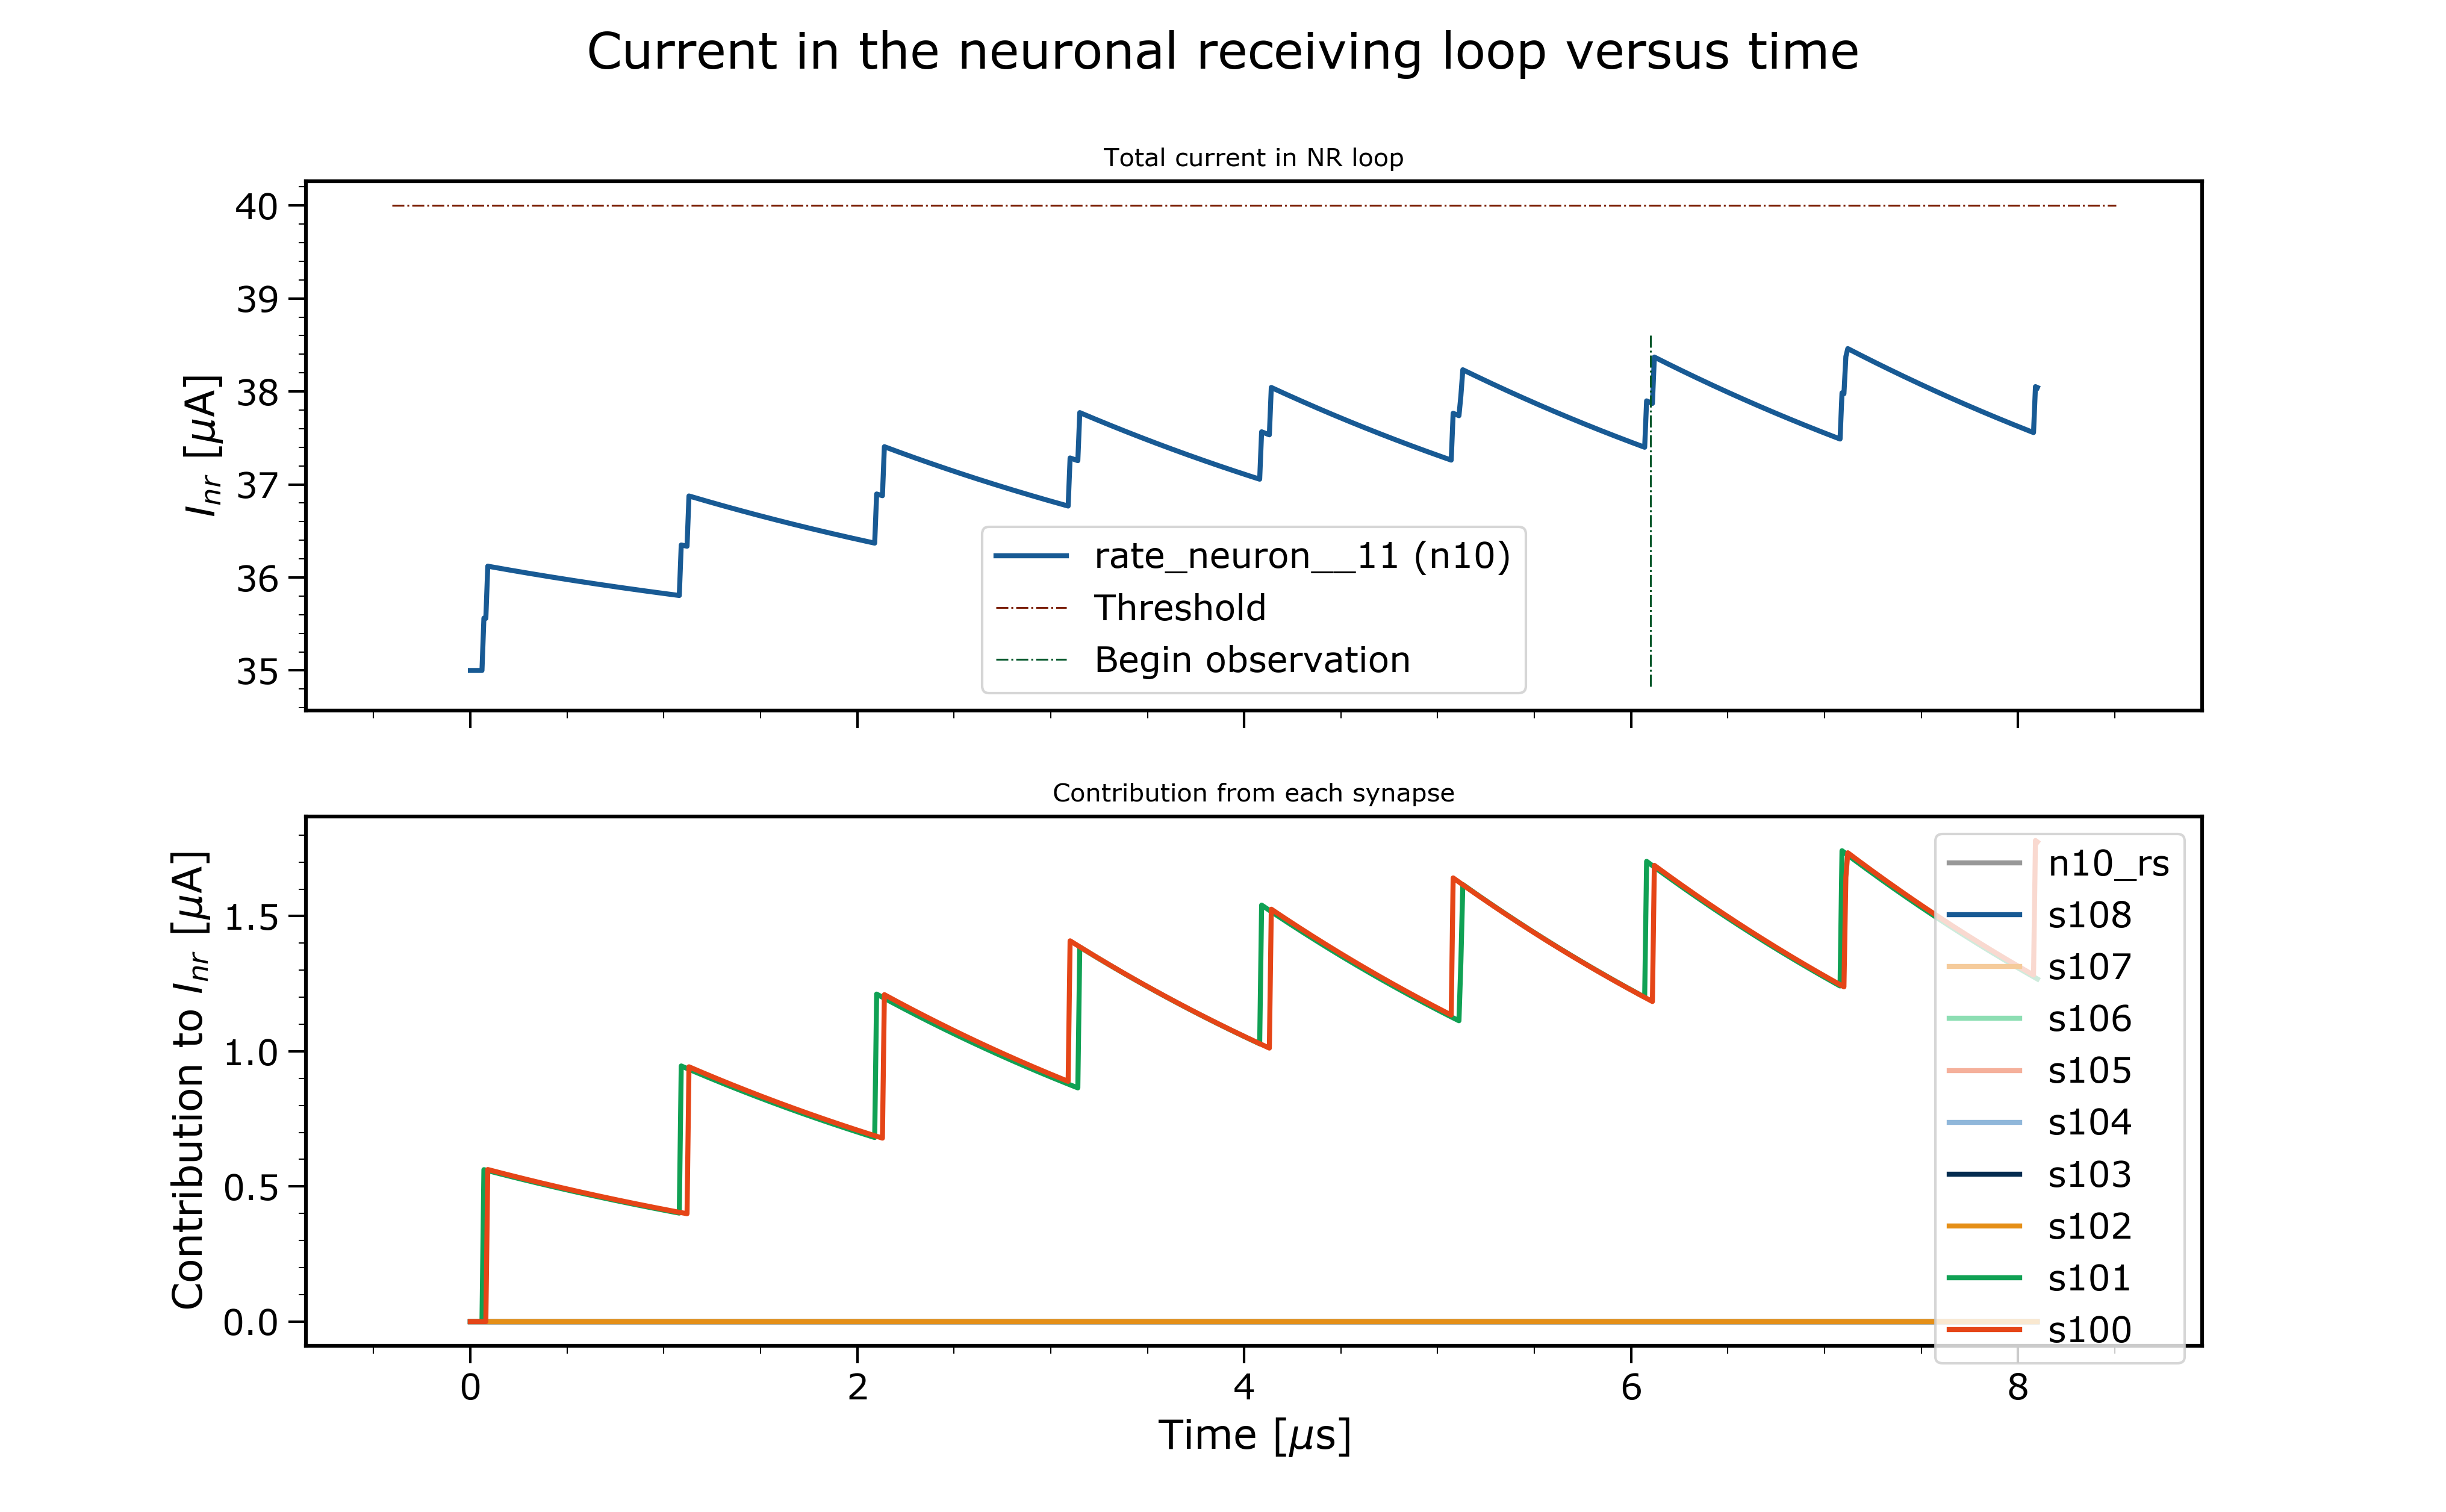 Current in the neuronal receiving loop versus time
Total current in NR loop
40
39
38
37
36
35
I_nr [μA]
rate_neuron__11 (n10)
Threshold
Begin observation
Contribution from each synapse
1.5
1.0
0.5
0.0
Contribution to I_nr [μA]
n10_rs
s108
s107
s106
s105
s104
s103
s102
s101
s100
0 2 4 6 8
Time [μs]